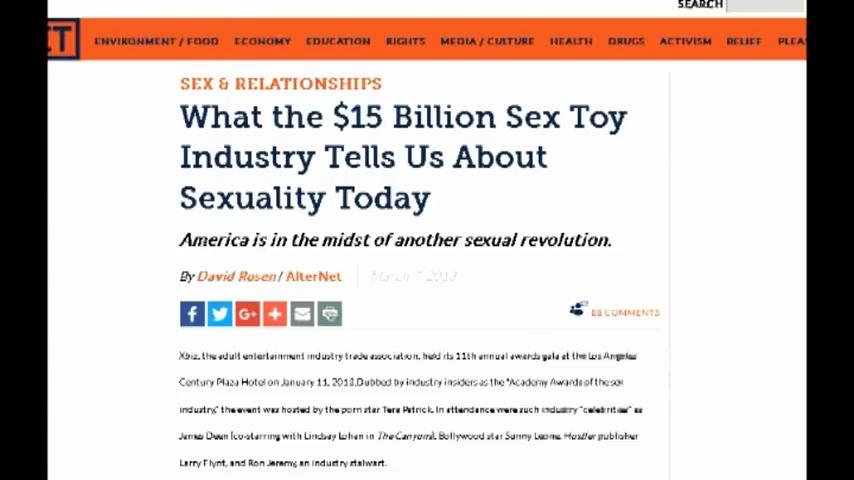 SEARCH
ET
ENVIRONMENT / FOOD ECONOMY EDUCATION RIGHTS MEDIA / CULTURE HEALTH DRUGS ACTIVISM BELIEF PLEA
SEX & RELATIONSHIPS
What the $15 Billion Sex Toy
Industry Tells Us About
Sexuality Today
America is in the midst of another sexual revolution.
By David Rosen / AlterNet March 7, 2013
88 COMMENTS
Xbiz, the adult entertainment industry trade association, held its 11th annual awards gala at the Los Angeles
Century Plaza Hotel on January 11, 2013.Dubbed by industry insiders as the "Academy Awards of the sex
industry," the event was hosted by the porn star Tera Patrick. In attendance were such industry "celebrities" as
James Deen (co-starring with Lindsay Lohan in The Canyons), Bollywood star Sunny Leone, Hustler publisher
Larry Flynt, and Ron Jeremy, an industry stalwart.